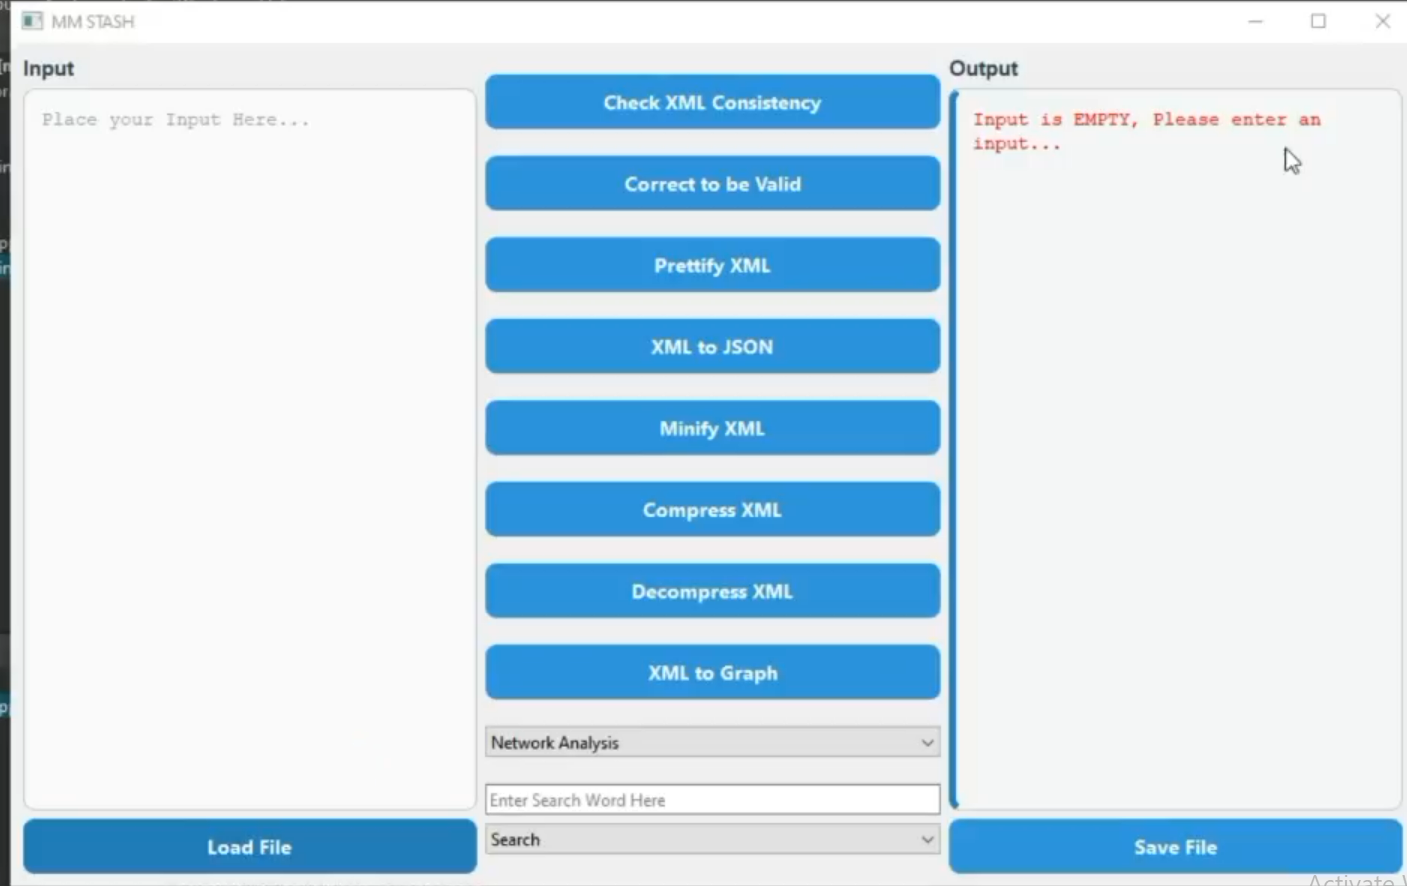 MM STASH
Input
Place your Input Here...
Check XML Consistency
Correct to be Valid
Prettify XML
XML to JSON
Minify XML
Compress XML
Decompress XML
XML to Graph
Network Analysis
Enter Search Word Here
Search
Load File
Output
Input is EMPTY, Please enter an
input...
Save File